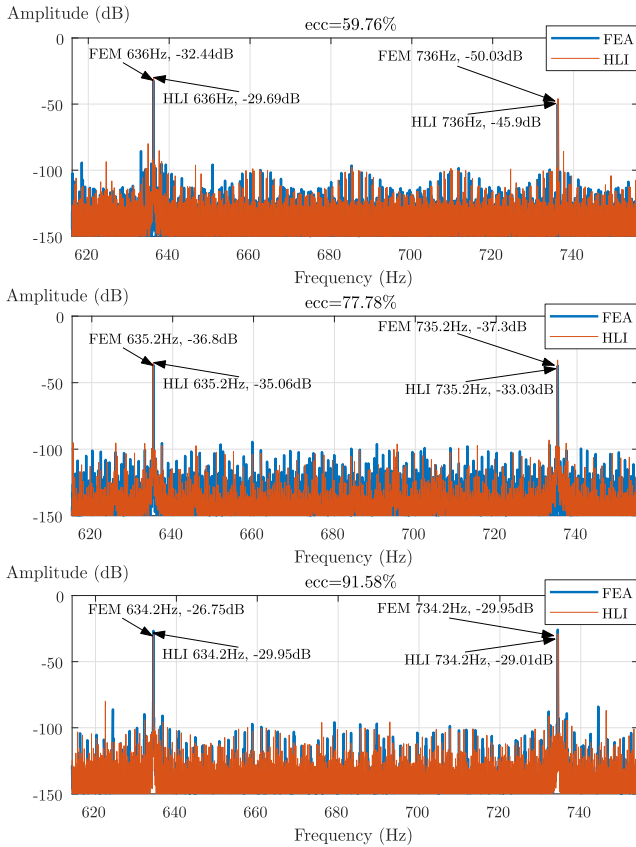 Amplitude (dB)
ecc=59.76%
FEM 636Hz, -32.44dB
HLI 636Hz, -29.69dB
FEM 736Hz, -50.03dB
HLI 736Hz, -45.9dB
FEA
HLI
0
-50
-100
-150
620 640 660 680 700 720 740
Frequency (Hz)
Amplitude (dB)
ecc=77.78%
FEM 635.2Hz, -36.8dB
HLI 635.2Hz, -35.06dB
FEM 735.2Hz, -37.3dB
HLI 735.2Hz, -33.03dB
FEA
HLI
0
-50
-100
-150
620 640 660 680 700 720 740
Frequency (Hz)
Amplitude (dB)
ecc=91.58%
FEM 634.2Hz, -26.75dB
HLI 634.2Hz, -29.95dB
FEM 734.2Hz, -29.95dB
HLI 734.2Hz, -29.01dB
FEA
HLI
0
-50
-100
-150
620 640 660 680 700 720 740
Frequency (Hz)